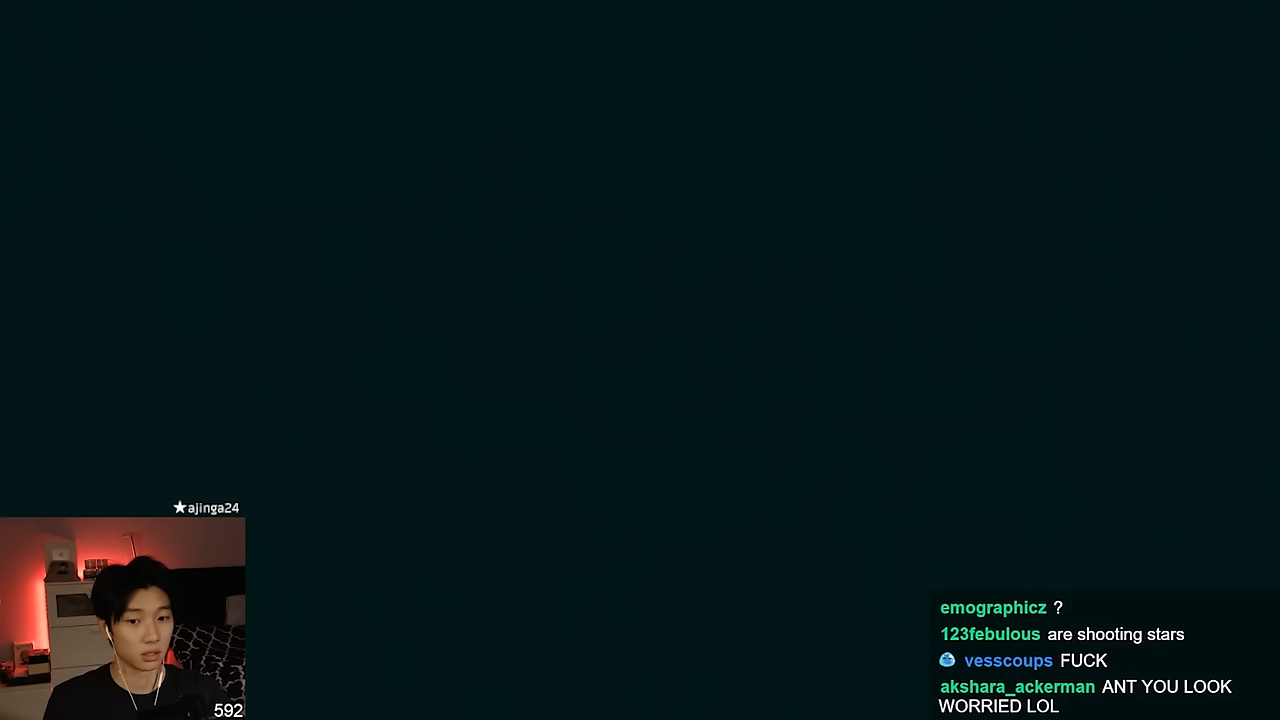 ★ajinga24
592
emographicz ?
123febulous are shooting stars
vesscoups FUCK
akshara_ackerman ANT YOU LOOK
WORRIED LOL